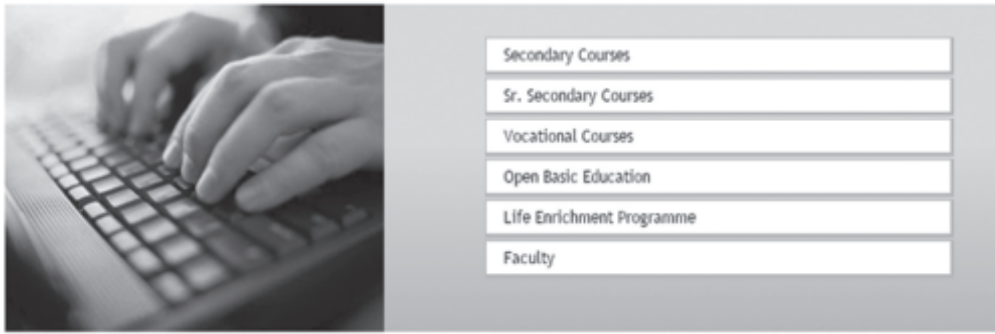 Secondary Courses
Sr. Secondary Courses
Vocational Courses
Open Basic Education
Life Enrichment Programme
Faculty